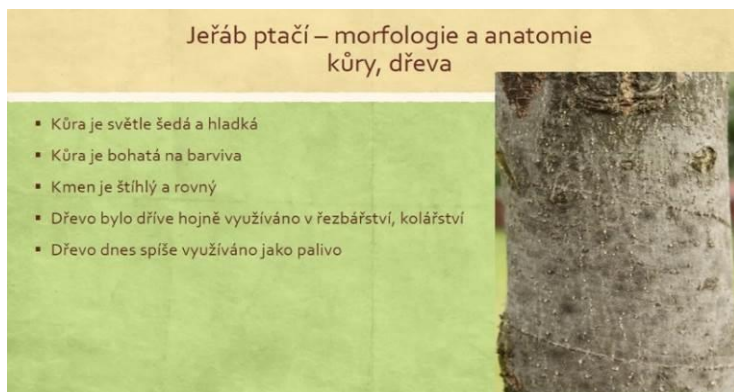 Jeřáb ptačí – morfologie a anatomie
kůry, dřeva
▪ Kůra je světle šedá a hladká
▪ Kůra je bohatá na barviva
▪ Kmen je štíhlý a rovný
▪ Dřevo bylo dříve hojně využíváno v řezbářství, kolářství
▪ Dřevo dnes spíše využíváno jako palivo